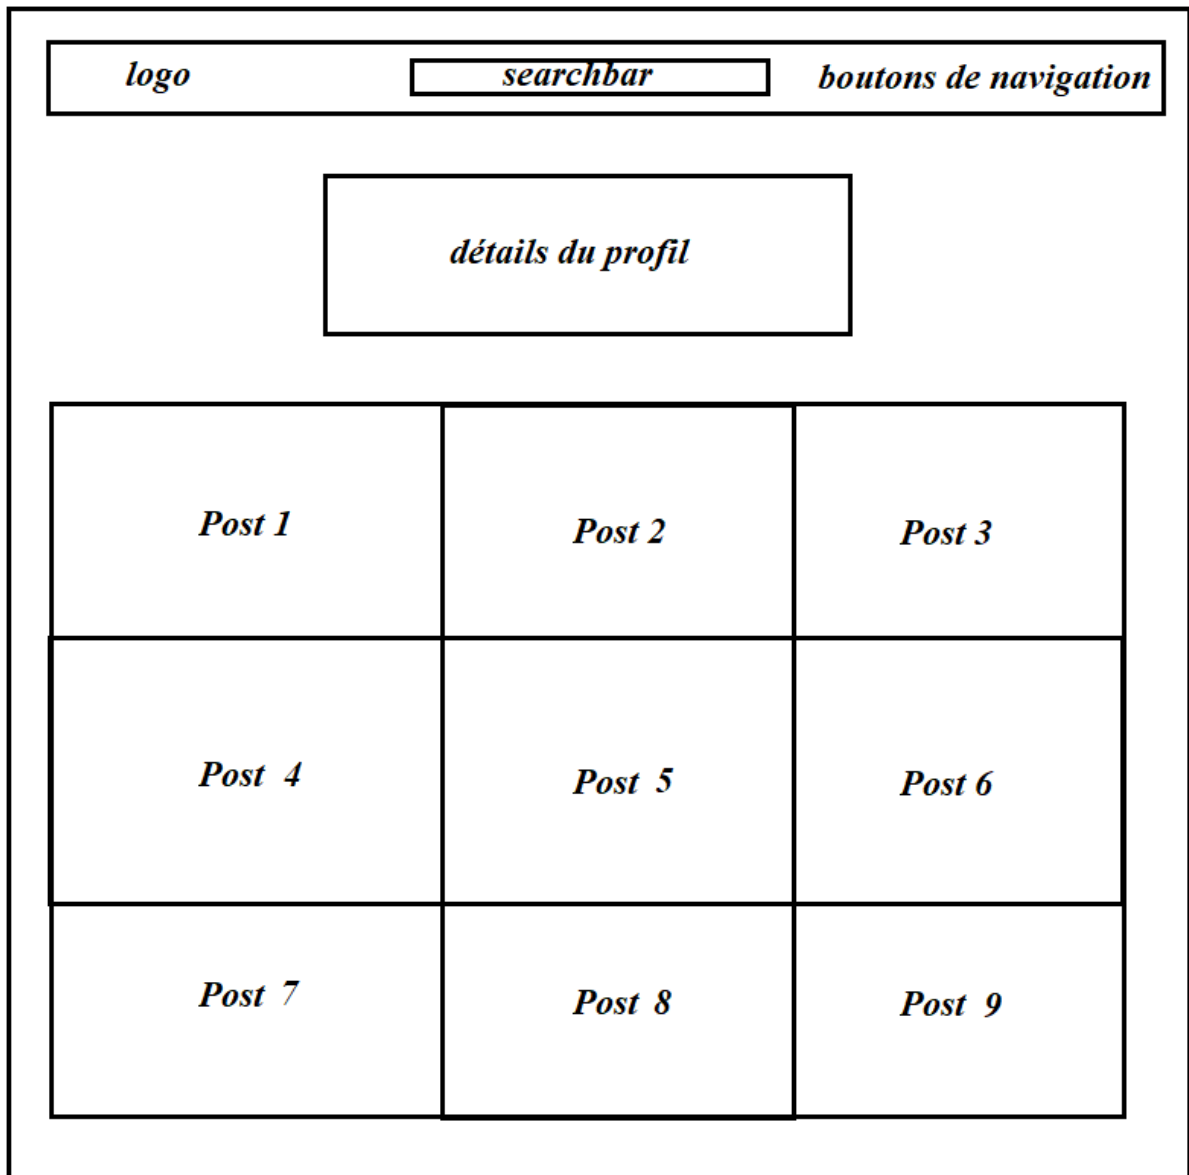 logo
searchbar
boutons de navigation
détails du profil
Post 1
Post 2
Post 3
Post 4
Post 5
Post 6
Post 7
Post 8
Post 9